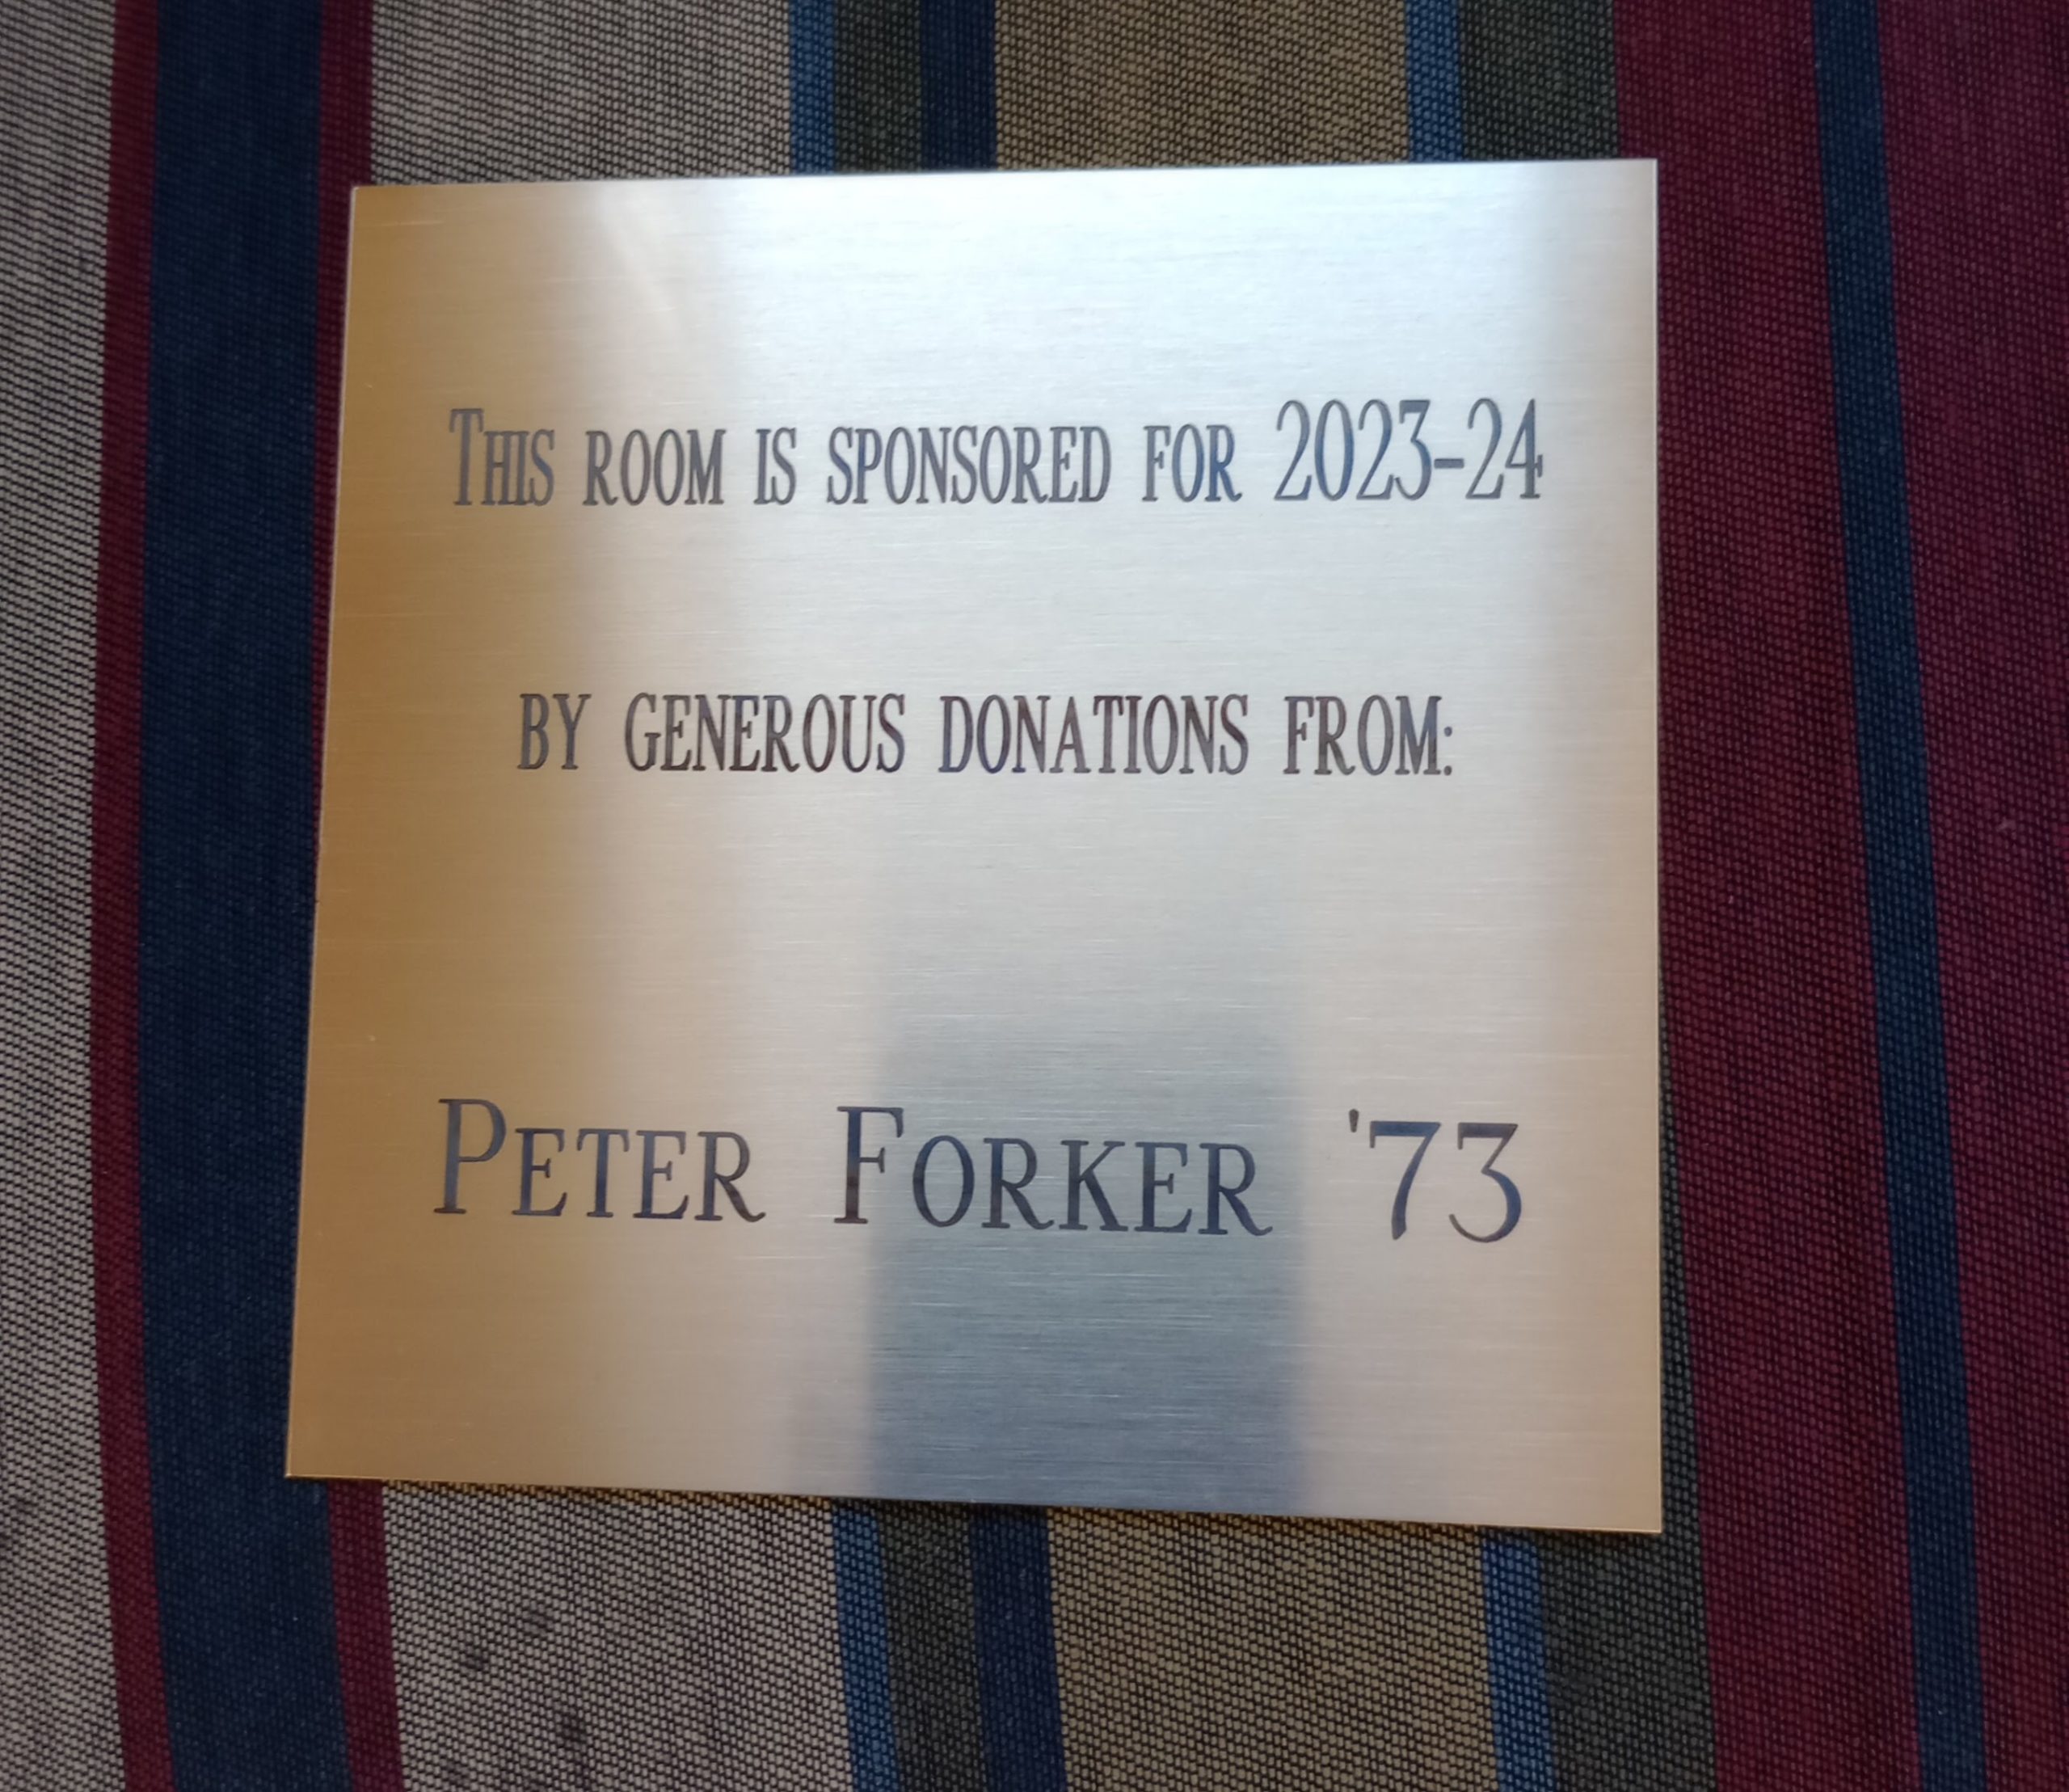 This room is sponsored for 2023-24
by generous donations from:
Peter Forker '73